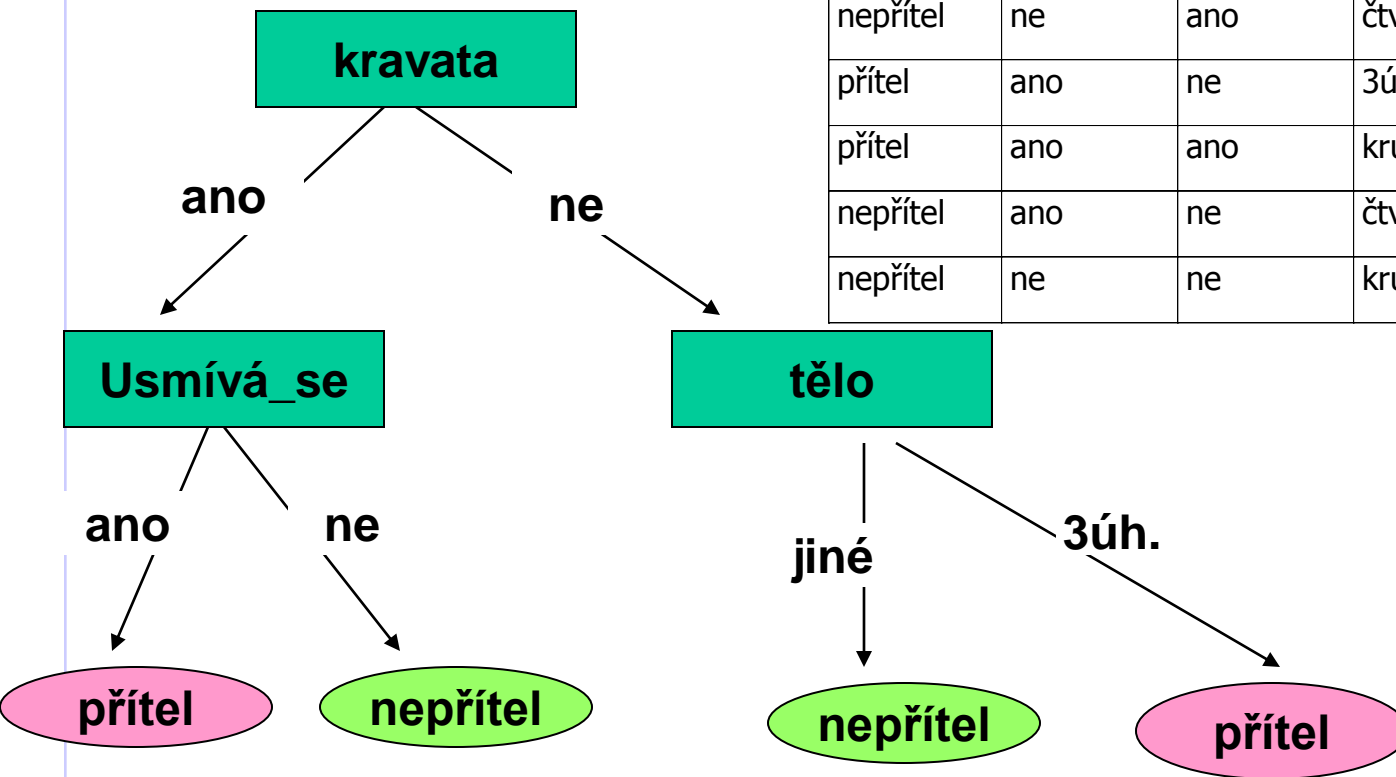 nepřítel ne ano
přítel ano ne
přítel ano ano
nepřítel ano ne
nepřítel ne ne
kravata
ano ne
Usmívá_se tělo
ano ne jiné 3úh.
přítel nepřítel nepřítel přítel